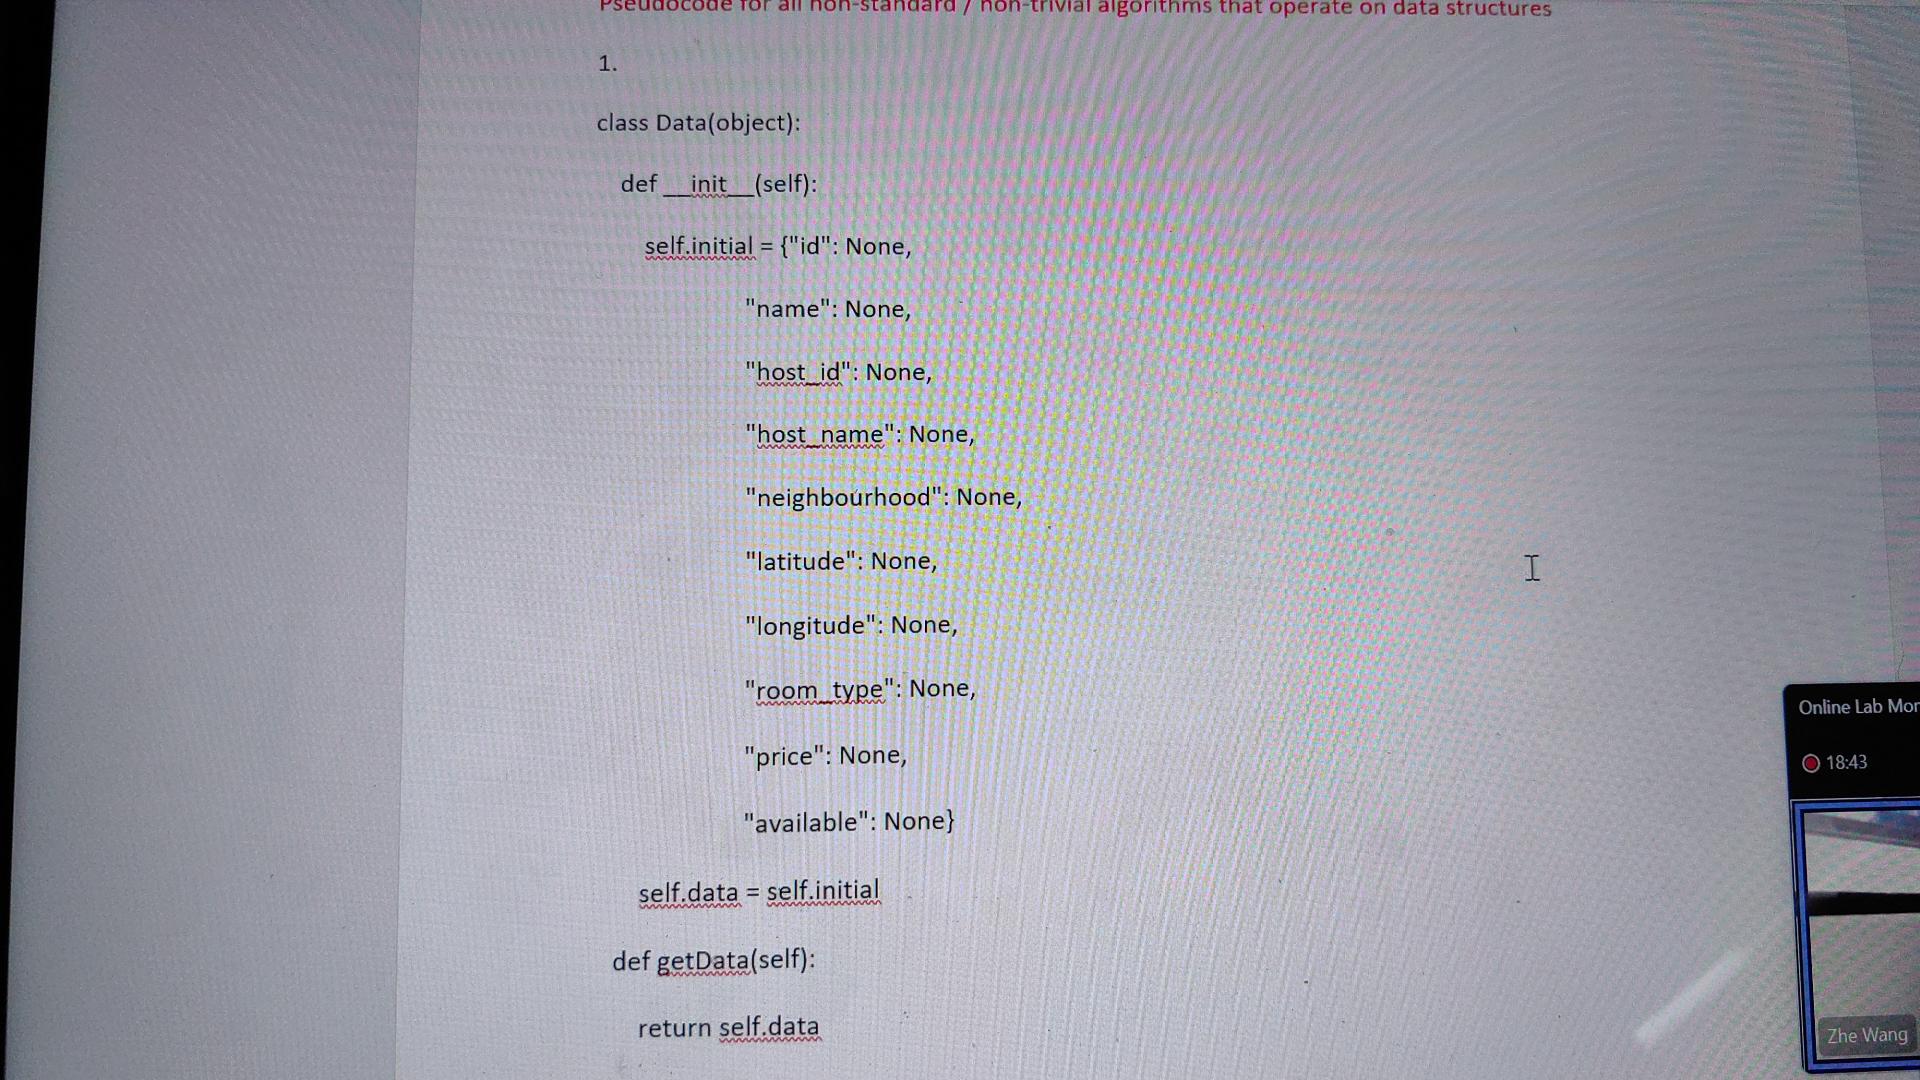 Pseudocode for all non-standard / non-trivial algorithms that operate on data structures
1.
class Data(object):
def __init__(self):
self.initial = {"id": None,
"name": None,
"host_id": None,
"host_name": None,
"neighbourhood": None,
"latitude": None,
"longitude": None,
"room_type": None,
"price": None,
"available": None}
self.data = self.initial
def getData(self):
return self.data
Online Lab Mor
18:43
Zhe Wang